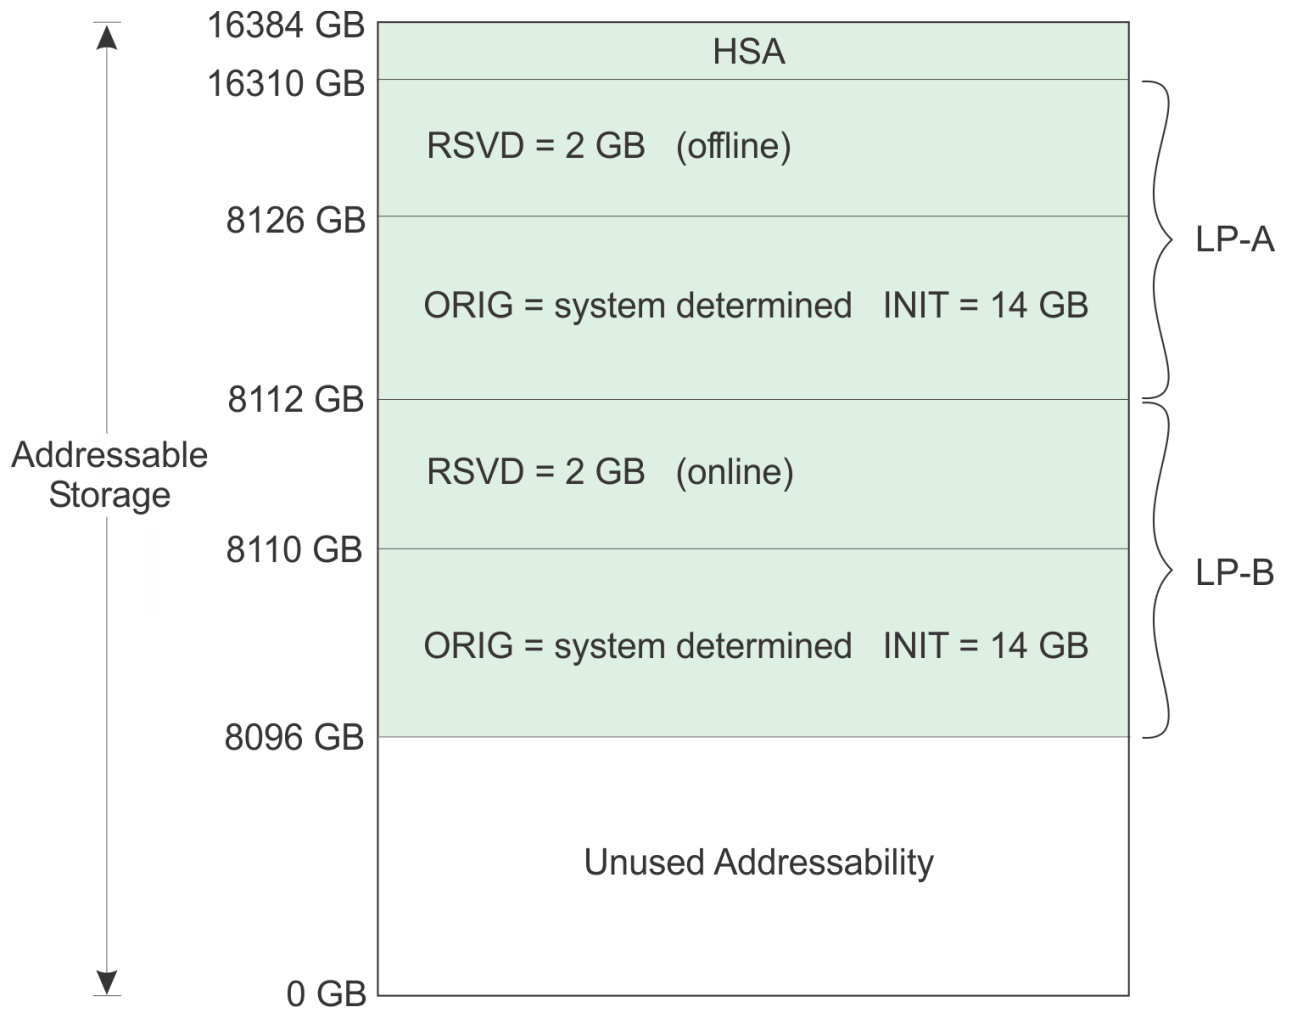 16384 GB
HSA
16310 GB
RSVD = 2 GB (offline)
8126 GB
LP-A
ORIG = system determined INIT = 14 GB
8112 GB
Addressable
Storage
RSVD = 2 GB (online)
8110 GB
LP-B
ORIG = system determined INIT = 14 GB
8096 GB
Unused Addressability
0 GB